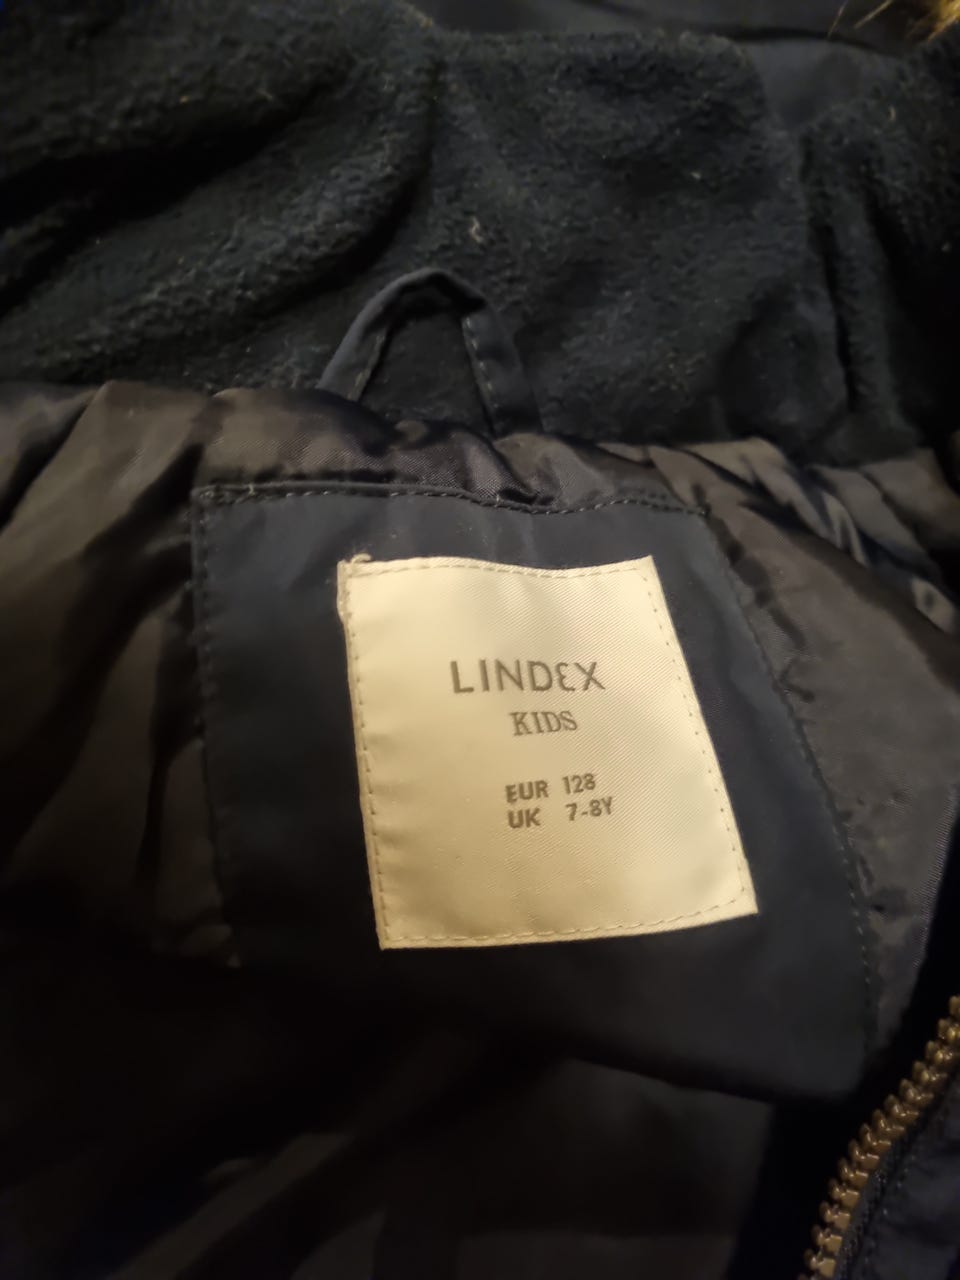 LINDEX
KIDS
EUR 128
UK 7-8Y